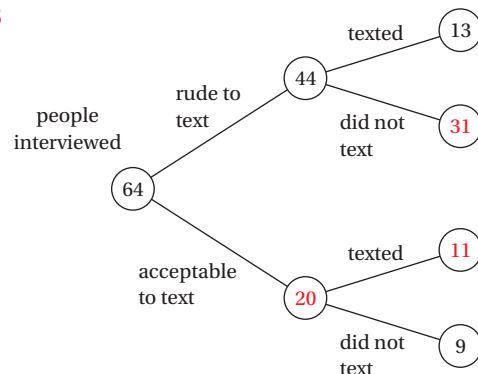 texted
13
44
rude to
text
people
interviewed
did not
text
31
64
acceptable
to text
texted
11
20
did not
text
9